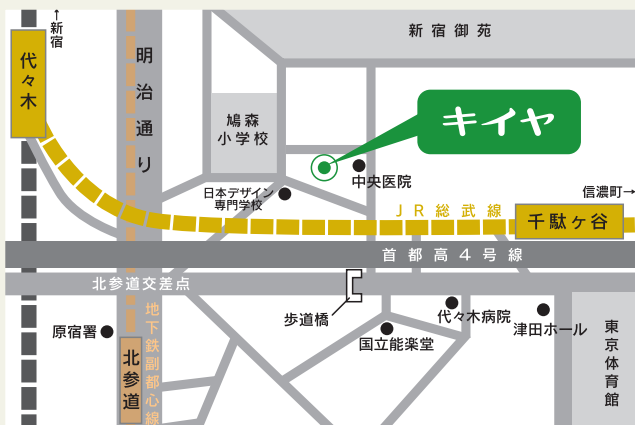 ←新宿
代々木
明治通り
新宿御苑
鳩森
小学校
キイヤ
中央医院
日本デザイン
専門学校
信濃町→
JR総武線
千駄ヶ谷
首都高4号線
北参道交差点
地下鉄副都心線
歩道橋
代々木病院
津田ホール
原宿署
国立能楽堂
北参道
東京体育館